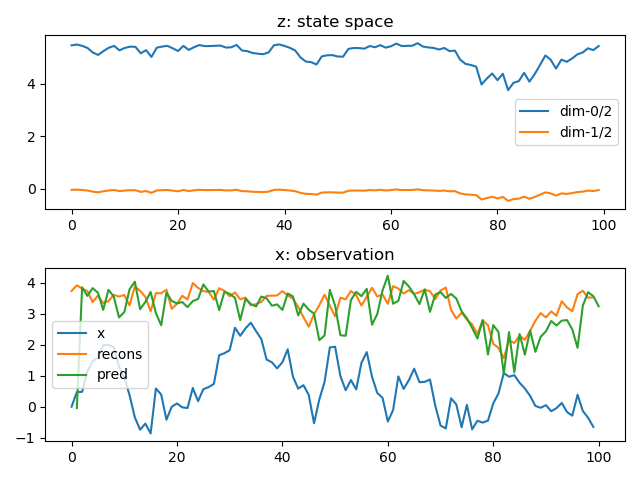 z: state space
4
2
0
dim-0/2
dim-1/2
0 20 40 60 80 100
x: observation
4
3
2
1
0
−1
x
recons
pred
0 20 40 60 80 100